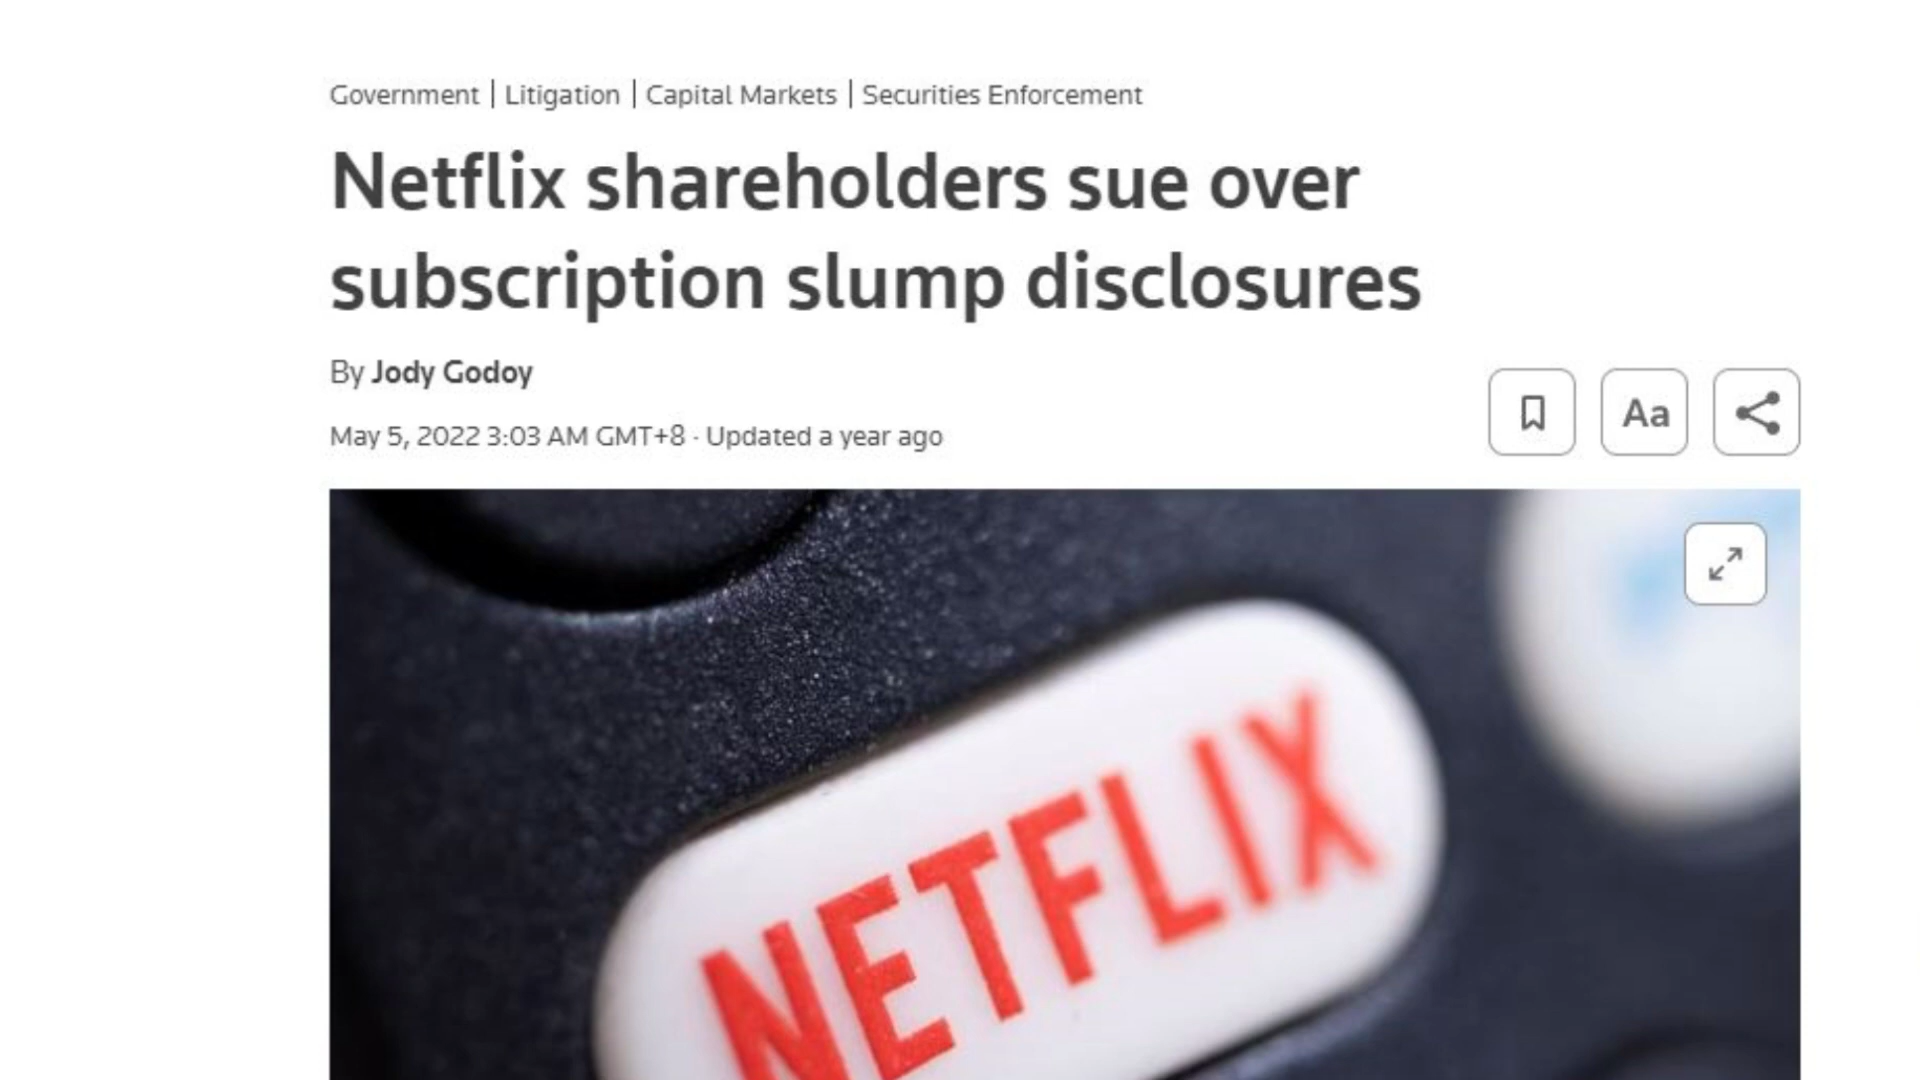 Government | Litigation | Capital Markets | Securities Enforcement
Netflix shareholders sue over
subscription slump disclosures
By Jody Godoy
May 5, 2022 3:03 AM GMT+8 · Updated a year ago
Aa
NETFLIX